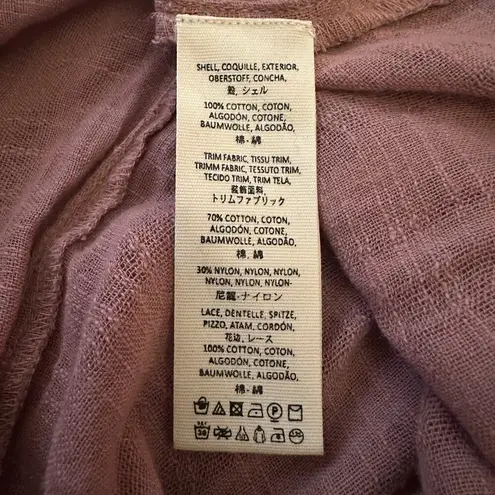 SHELL, COQUILLE, EXTERIOR,
OBERSTOFF, CONCHA,
殻, シェル
100% COTTON, COTON,
ALGODÓN, COTONE,
BAUMWOLLE, ALGODÃO,
棉·綿
TRIM FABRIC, TISSU TRIM,
TRIMM FABRIC, TESSUTO TRIM,
TECIDO TRIM, TRIM TELA,
裝飾面料,
トリムファブリック
70% COTTON, COTON,
ALGODÓN, COTONE,
BAUMWOLLE, ALGODÃO,
棉, 綿
30% NYLON, NYLON, NYLON,
NYLON, NYLON, NYLON·
尼龍·ナイロン
LACE, DENTELLE, SPITZE,
PIZZO, ATAM, CORDÓN,
花边, レース
100% COTTON, COTON,
ALGODÓN, COTONE,
BAUMWOLLE, ALGODÃO,
棉·綿
P
30